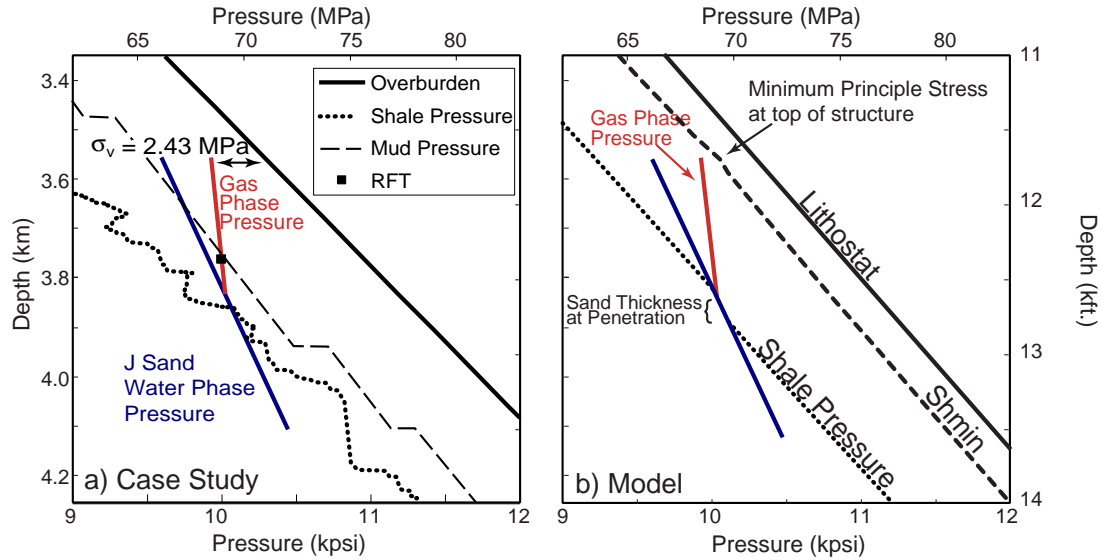 Pressure (MPa)
65 70 75 80
3.4
3.6
3.8
4.0
4.2
Depth (km)
Overburden
Shale Pressure
Mud Pressure
RFT
σv = 2.43 MPa
Gas
Phase
Pressure
J Sand
Water Phase
Pressure
a) Case Study
9 10 11 12
Pressure (kpsi)
Pressure (MPa)
65 70 75 80
11
12
13
14
Depth (kft.)
Minimum Principle Stress
at top of structure
Gas Phase
Pressure
Lithostat
Sand Thickness
at Penetration
Shale Pressure
Shmin
b) Model
9 10 11 12
Pressure (kpsi)